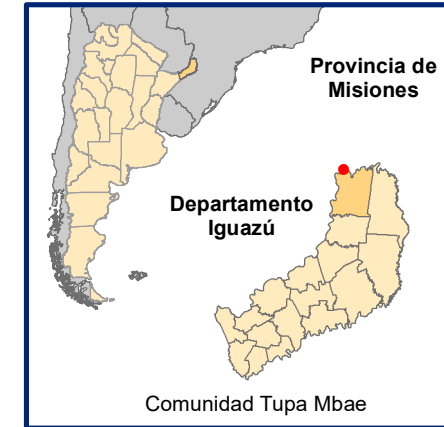 Provincia de
Misiones
Departamento
Iguazú
Comunidad Tupa Mbae